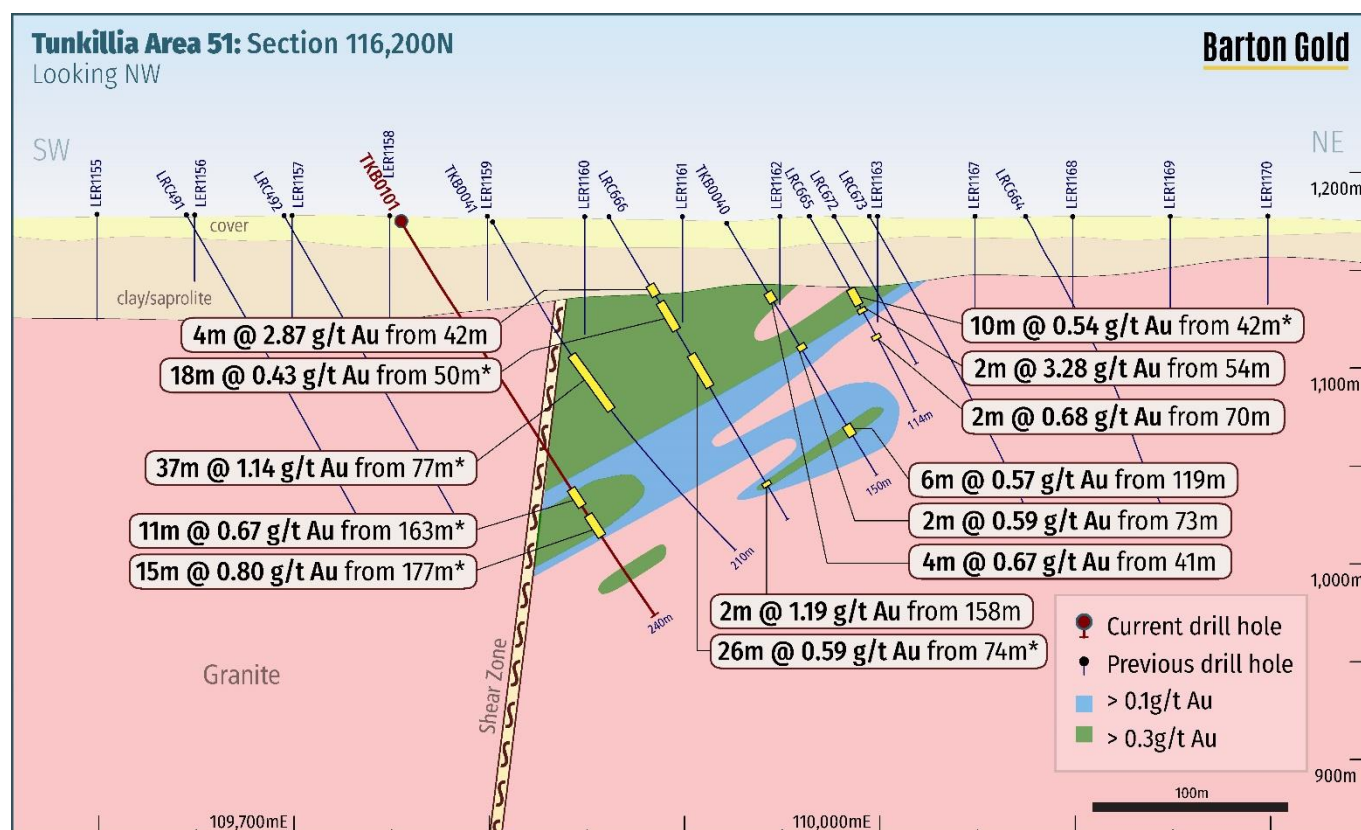 Tunkillia Area 51: Section 116,200N
Looking NW
Barton Gold
SW
NE
LER1155
LRC491
LER1156
LRC492
LER1157
LER1158
TKB0101
TKB0041
LER1159
LER1160
LRC666
LER1161
TKB0040
LER1162
LRC665
LRC672
LRC673
LER1163
LER1167
LRC664
LER1168
LER1169
LER1170
1,200m
cover
clay/saprolite
4m @ 2.87 g/t Au from 42m
18m @ 0.43 g/t Au from 50m*
37m @ 1.14 g/t Au from 77m*
11m @ 0.67 g/t Au from 163m*
15m @ 0.80 g/t Au from 177m*
10m @ 0.54 g/t Au from 42m*
2m @ 3.28 g/t Au from 54m
2m @ 0.68 g/t Au from 70m
6m @ 0.57 g/t Au from 119m
2m @ 0.59 g/t Au from 73m
4m @ 0.67 g/t Au from 41m
2m @ 1.19 g/t Au from 158m
26m @ 0.59 g/t Au from 74m*
1,100m
114m
150m
210m
240m
1,000m
Granite
Shear Zone
Current drill hole
Previous drill hole
> 0.1g/t Au
> 0.3g/t Au
900m
100m
109,700mE
110,000mE